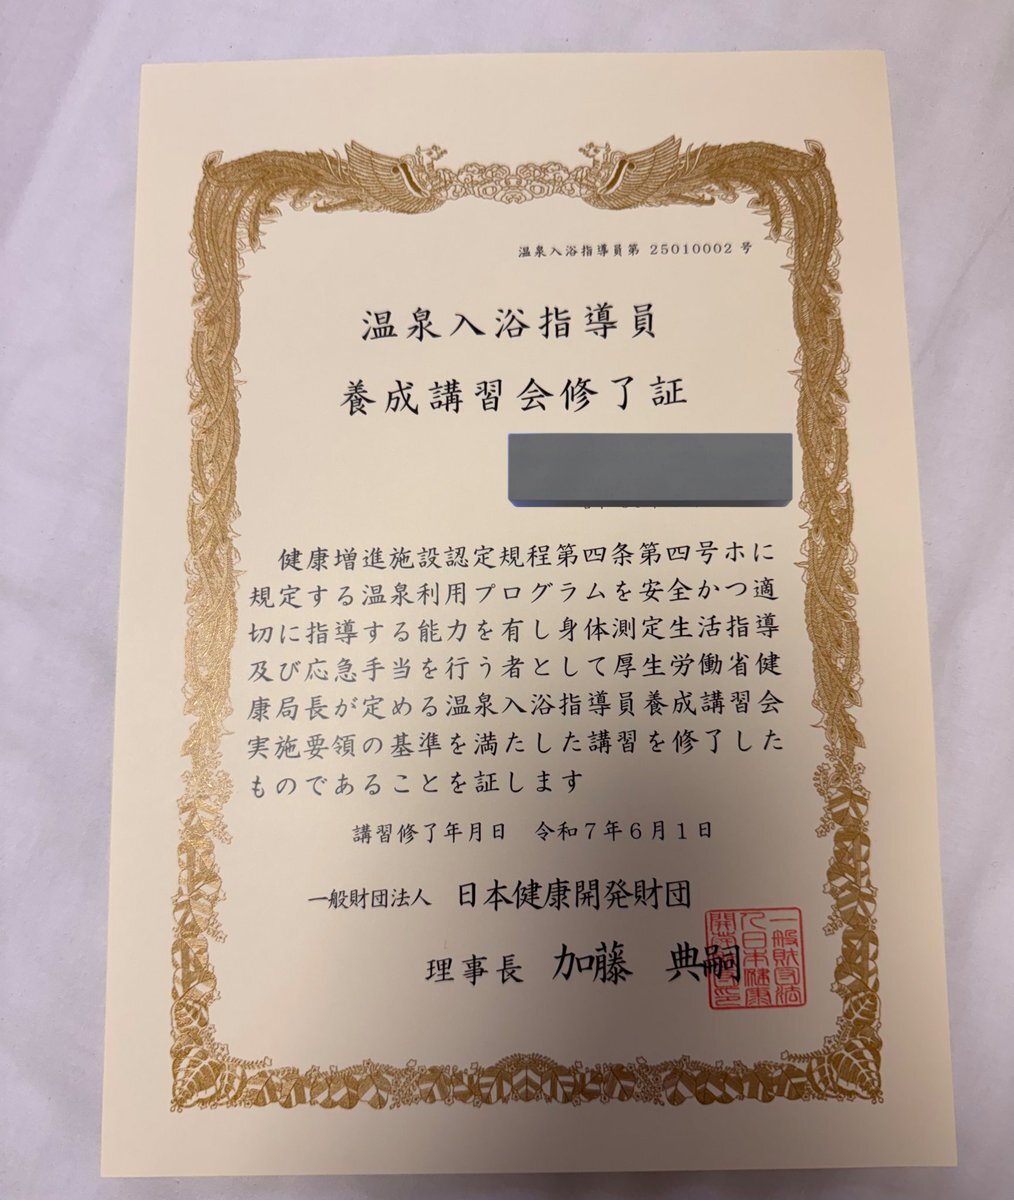 温泉入浴指導員第 25010002 号
温泉入浴指導員
養成講習会修了証
健康増進施設認定規程第四条第四号ホに
規定する温泉利用プログラムを安全かつ適
切に指導する能力を有し身体測定生活指導
及び応急手当を行う者として厚生労働省健
康局長が定める温泉入浴指導員養成講習会
実施要領の基準を満たした講習を修了した
ものであることを証します
講習修了年月日 令和7年6月1日
一般財団法人 日本健康開発財団
理事長 加藤 典嗣